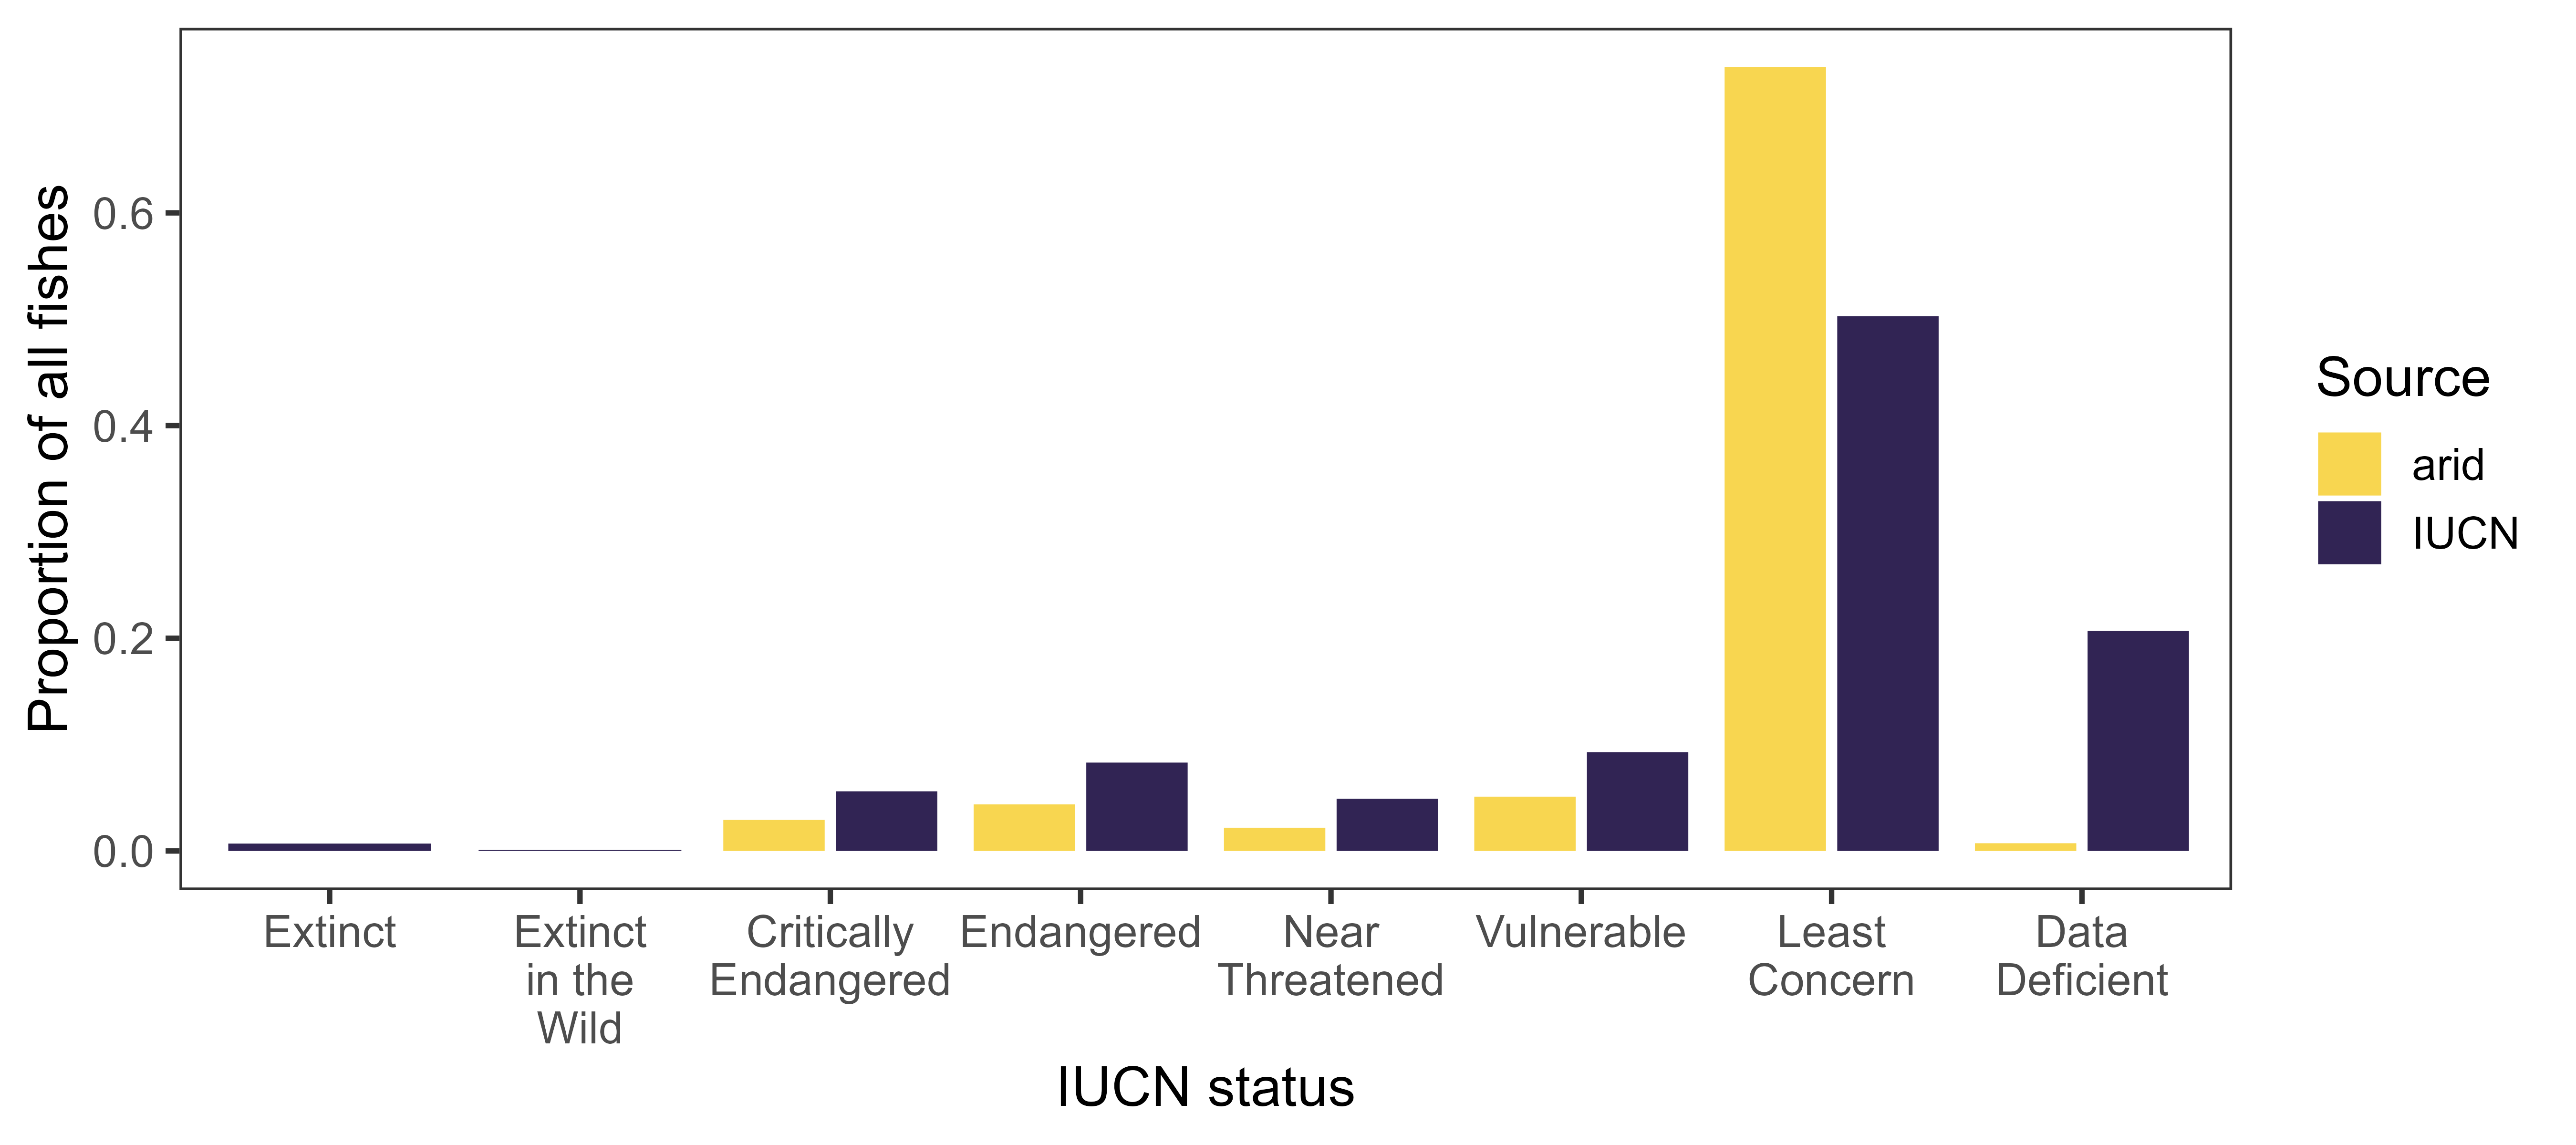 Proportion of all fishes
0.6
0.4
0.2
0.0
Extinct
Extinct
in the
Wild
Critically
Endangered
Endangered
Near
Threatened
Vulnerable
Least
Concern
Data
Deficient
IUCN status
Source
arid
IUCN